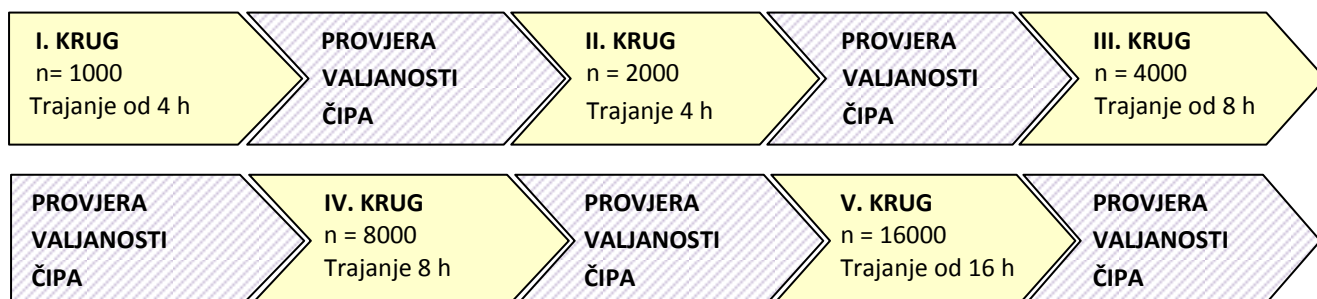 I. KRUG
n= 1000
Trajanje od 4 h
PROVJERA
VALJANOSTI
ČIPA
II. KRUG
n = 2000
Trajanje 4 h
PROVJERA
VALJANOSTI
ČIPA
III. KRUG
n = 4000
Trajanje od 8 h
PROVJERA
VALJANOSTI
ČIPA
IV. KRUG
n = 8000
Trajanje 8 h
PROVJERA
VALJANOSTI
ČIPA
V. KRUG
n = 16000
Trajanje od 16 h
PROVJERA
VALJANOSTI
ČIPA